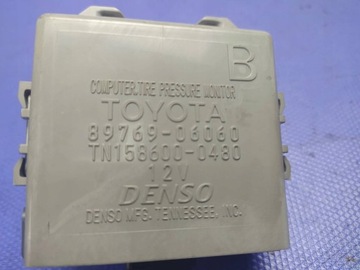 B
COMPUTER.TIRE PRESSURE MONITOR
TOYOTA
89769-06060
TN158600-0480
12V
DENSO
DENSO MFG. TENNESSEE, INC.